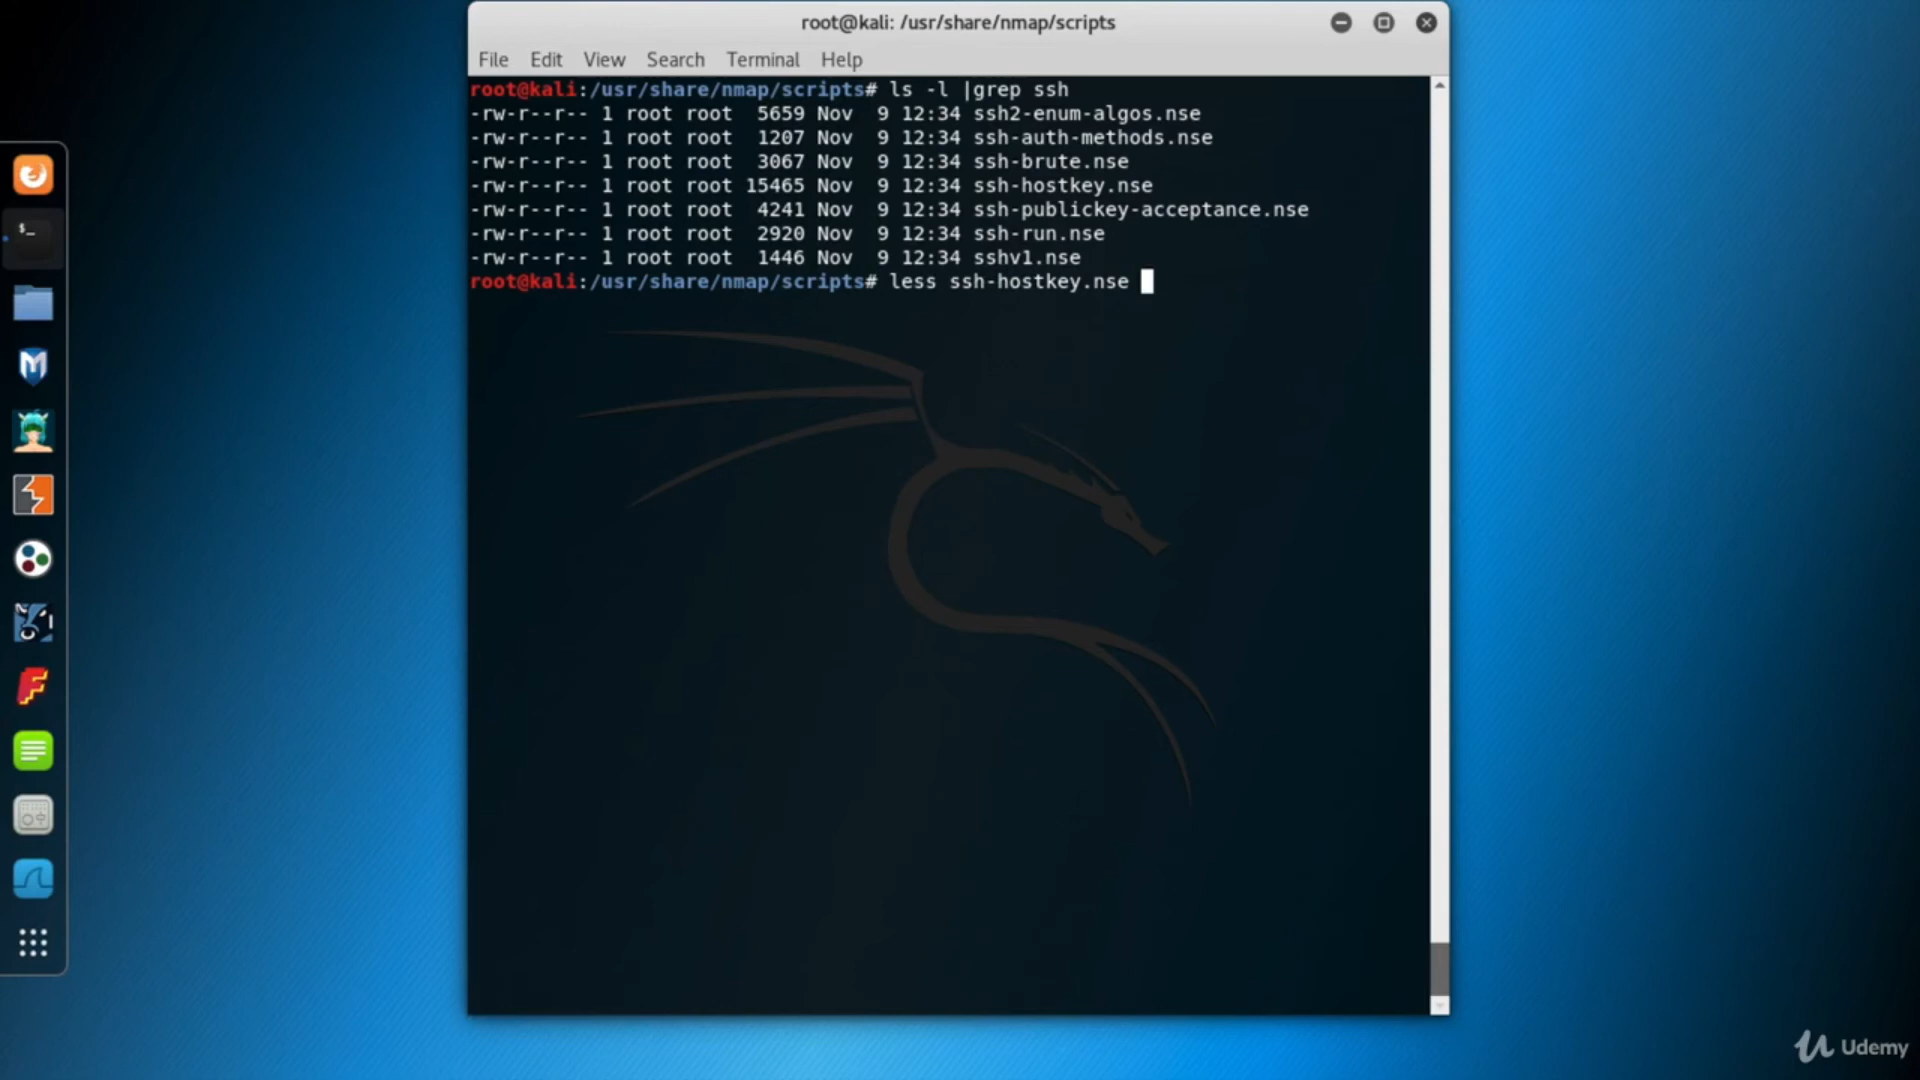 root@kali: /usr/share/nmap/scripts
File Edit View Search Terminal Help
root@kali:/usr/share/nmap/scripts# ls -l |grep ssh
-rw-r--r-- 1 root root  5659 Nov  9 12:34 ssh2-enum-algos.nse
-rw-r--r-- 1 root root  1207 Nov  9 12:34 ssh-auth-methods.nse
-rw-r--r-- 1 root root  3067 Nov  9 12:34 ssh-brute.nse
-rw-r--r-- 1 root root 15465 Nov  9 12:34 ssh-hostkey.nse
-rw-r--r-- 1 root root  4241 Nov  9 12:34 ssh-publickey-acceptance.nse
-rw-r--r-- 1 root root  2920 Nov  9 12:34 ssh-run.nse
-rw-r--r-- 1 root root  1446 Nov  9 12:34 sshv1.nse
root@kali:/usr/share/nmap/scripts# less ssh-hostkey.nse
Udemy